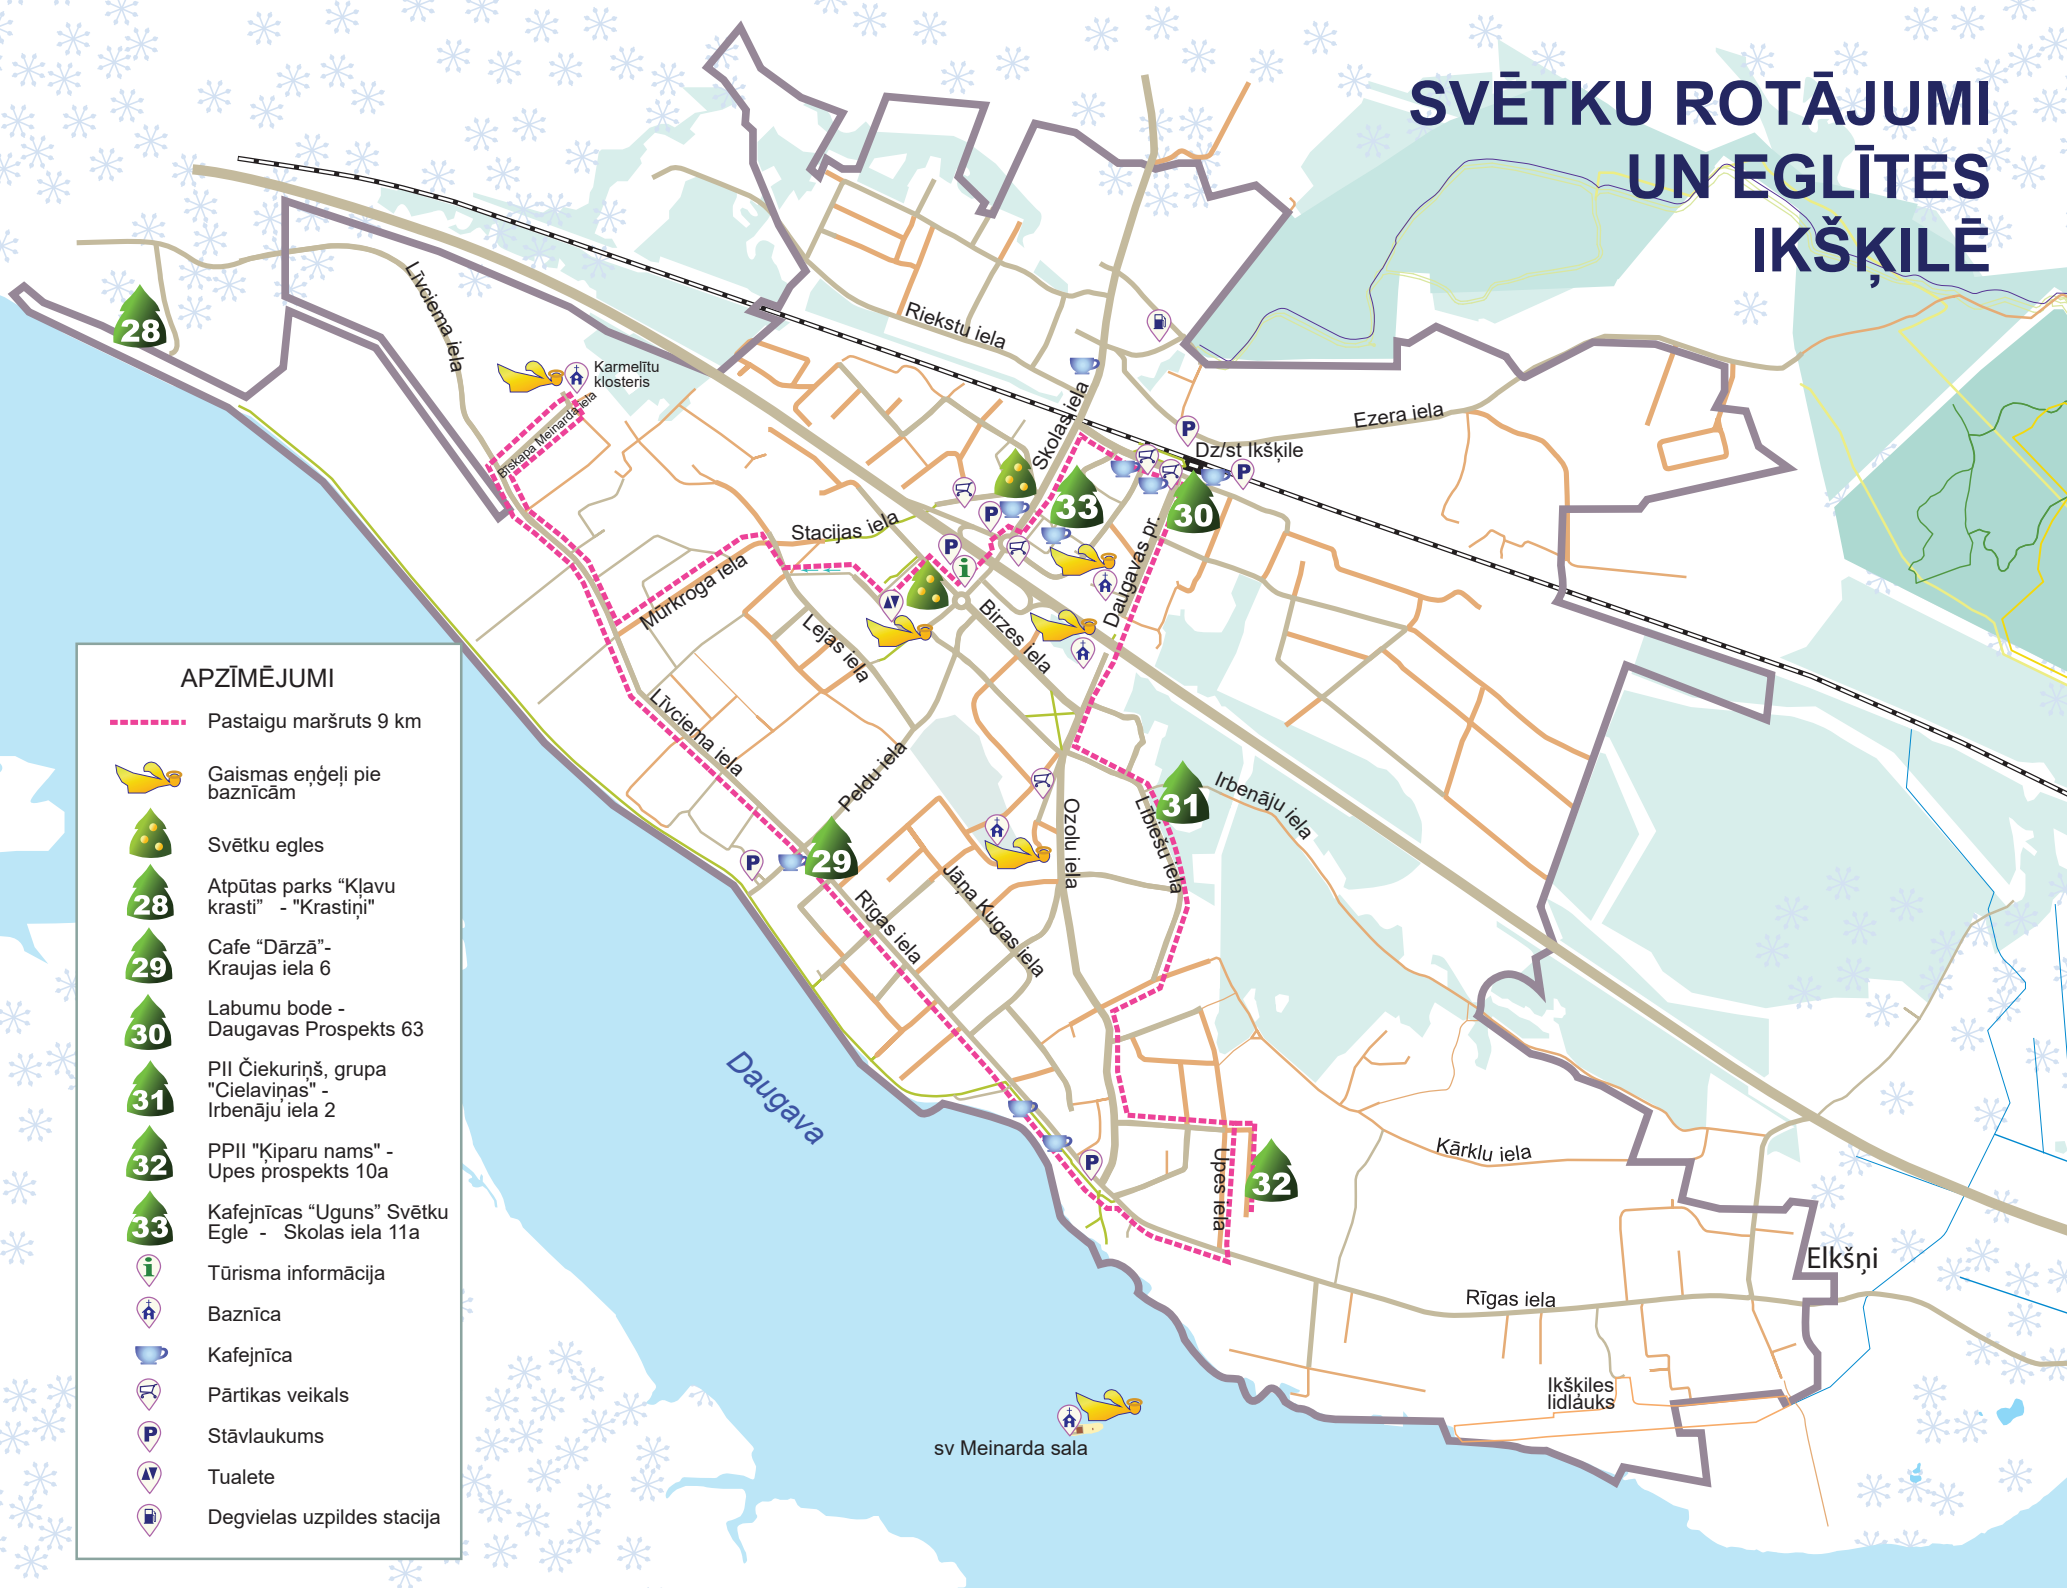 SVĒTKU ROTĀJUMI
UN EGLĪTES
IKŠĶILĒ
28
Līvciema iela
Karmelītu
klosteris
Bīskapa Meinarda iela
Riekstu iela
Skolas iela
Ezera iela
P
Dz/st Ikšķile
P
33
30
Stacijas iela
P
P
i
Daugavas pr.
Mūrkroga iela
Lejas iela
Birzes iela
Līvciema iela
Peldu iela
31
Irbenāju iela
Lībiešu iela
Ozolu iela
P
29
Rīgas iela
Jāņa Kugas iela
Daugava
P
Upes iela
32
Kārklu iela
Elkšņi
Rīgas iela
Ikšķiles
lidlauks
sv Meinarda sala
APZĪMĒJUMI
Pastaigu maršruts 9 km
Gaismas eņģeļi pie
baznīcām
Svētku egles
28
Atpūtas parks “Kļavu
krasti” - "Krastiņi"
29
Cafe “Dārzā”-
Kraujas iela 6
30
Labumu bode -
Daugavas Prospekts 63
31
PII Čiekuriņš, grupa
"Cielaviņas" -
Irbenāju iela 2
32
PPII "Ķiparu nams" -
Upes prospekts 10a
33
Kafejnīcas “Uguns” Svētku
Egle - Skolas iela 11a
i
Tūrisma informācija
Baznīca
Kafejnīca
Pārtikas veikals
P
Stāvlaukums
Tualete
Degvielas uzpildes stacija